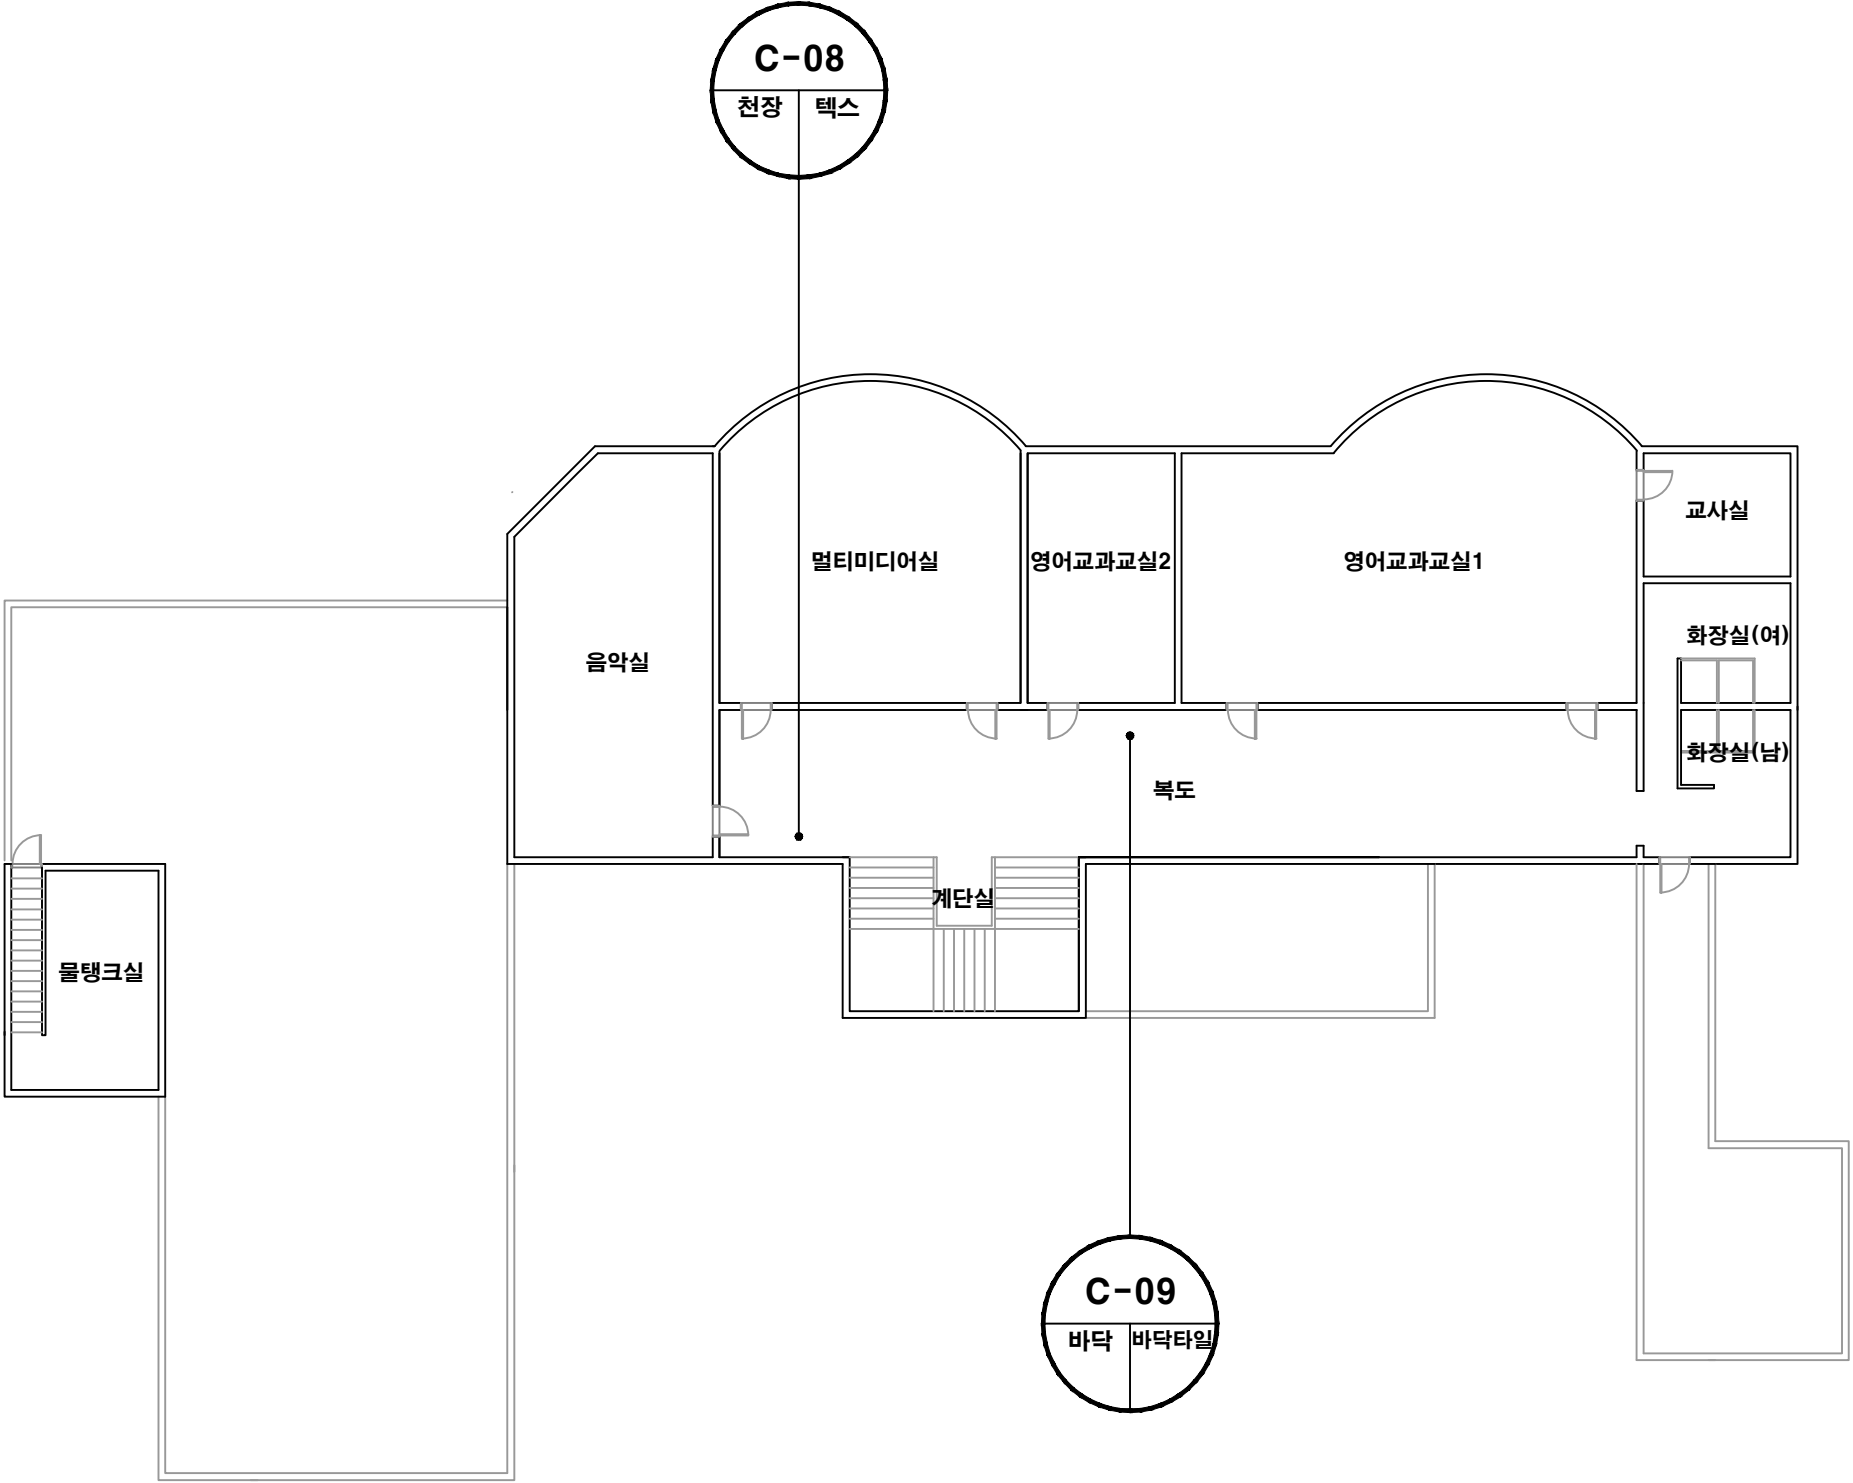 C-08
천장 텍스
교사실
멀티미디어실
영어교과교실2
영어교과교실1
화장실(여)
음악실
화장실(남)
복도
계단실
물탱크실
C-09
바닥 바닥타일